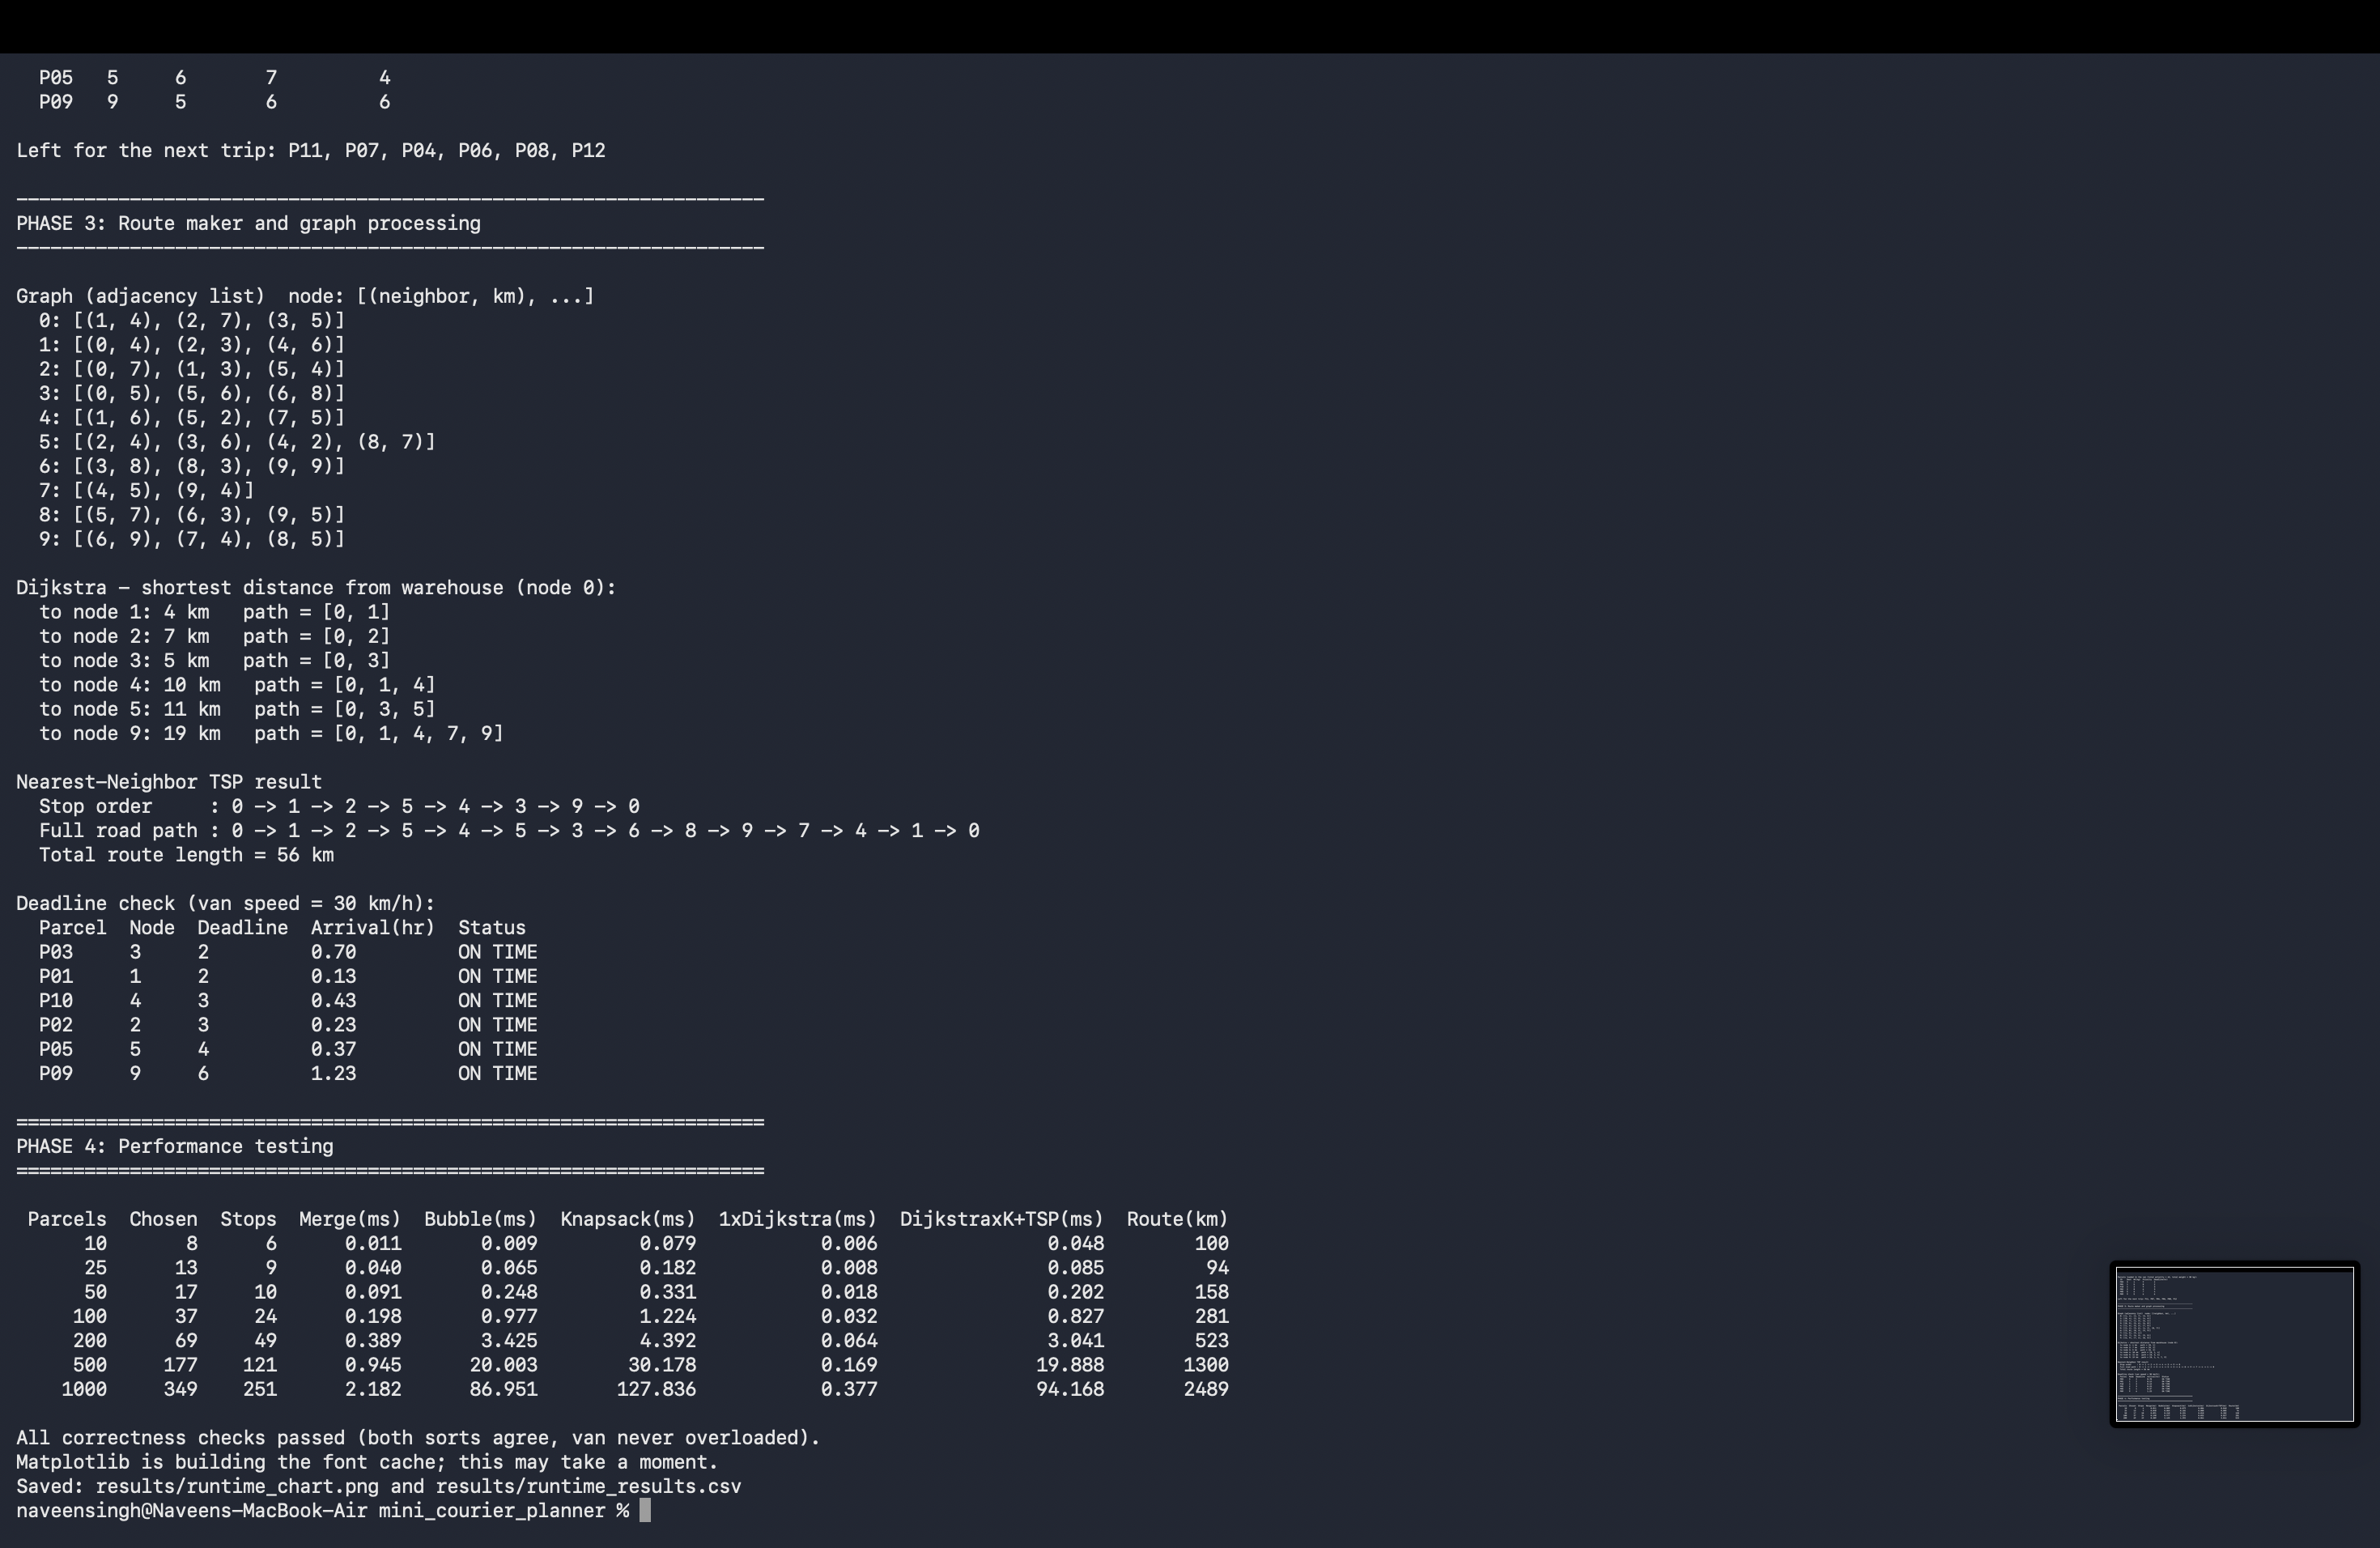 P05   5     6       7         4
P09   9     5       6         6
Left for the next trip: P11, P07, P04, P06, P08, P12
------------------------------------------------------------------
PHASE 3: Route maker and graph processing
------------------------------------------------------------------
Graph (adjacency list)  node: [(neighbor, km), ...]
0: [(1, 4), (2, 7), (3, 5)]
1: [(0, 4), (2, 3), (4, 6)]
2: [(0, 7), (1, 3), (5, 4)]
3: [(0, 5), (5, 6), (6, 8)]
4: [(1, 6), (5, 2), (7, 5)]
5: [(2, 4), (3, 6), (4, 2), (8, 7)]
6: [(3, 8), (8, 3), (9, 9)]
7: [(4, 5), (9, 4)]
8: [(5, 7), (6, 3), (9, 5)]
9: [(6, 9), (7, 4), (8, 5)]
Dijkstra - shortest distance from warehouse (node 0):
to node 1: 4 km   path = [0, 1]
to node 2: 7 km   path = [0, 2]
to node 3: 5 km   path = [0, 3]
to node 4: 10 km   path = [0, 1, 4]
to node 5: 11 km   path = [0, 3, 5]
to node 9: 19 km   path = [0, 1, 4, 7, 9]
Nearest-Neighbor TSP result
Stop order     : 0 -> 1 -> 2 -> 5 -> 4 -> 3 -> 9 -> 0
Full road path : 0 -> 1 -> 2 -> 5 -> 4 -> 5 -> 3 -> 6 -> 8 -> 9 -> 7 -> 4 -> 1 -> 0
Total route length = 56 km
Deadline check (van speed = 30 km/h):
Parcel  Node  Deadline  Arrival(hr)  Status
P03     3     2         0.70         ON TIME
P01     1     2         0.13         ON TIME
P10     4     3         0.43         ON TIME
P02     2     3         0.23         ON TIME
P05     5     4         0.37         ON TIME
P09     9     6         1.23         ON TIME
==================================================================
PHASE 4: Performance testing
==================================================================
Parcels  Chosen  Stops  Merge(ms)  Bubble(ms)  Knapsack(ms)  1xDijkstra(ms)  DijkstraxK+TSP(ms)  Route(km)
10       8      6      0.011       0.009         0.079           0.006               0.048        100
25      13      9      0.040       0.065         0.182           0.008               0.085         94
50      17     10      0.091       0.248         0.331           0.018               0.202        158
100      37     24      0.198       0.977         1.224           0.032               0.827        281
200      69     49      0.389       3.425         4.392           0.064               3.041        523
500     177    121      0.945      20.003        30.178           0.169              19.888       1300
1000     349    251      2.182      86.951       127.836           0.377              94.168       2489
All correctness checks passed (both sorts agree, van never overloaded).
Matplotlib is building the font cache; this may take a moment.
Saved: results/runtime_chart.png and results/runtime_results.csv
naveensingh@Naveens-MacBook-Air mini_courier_planner %